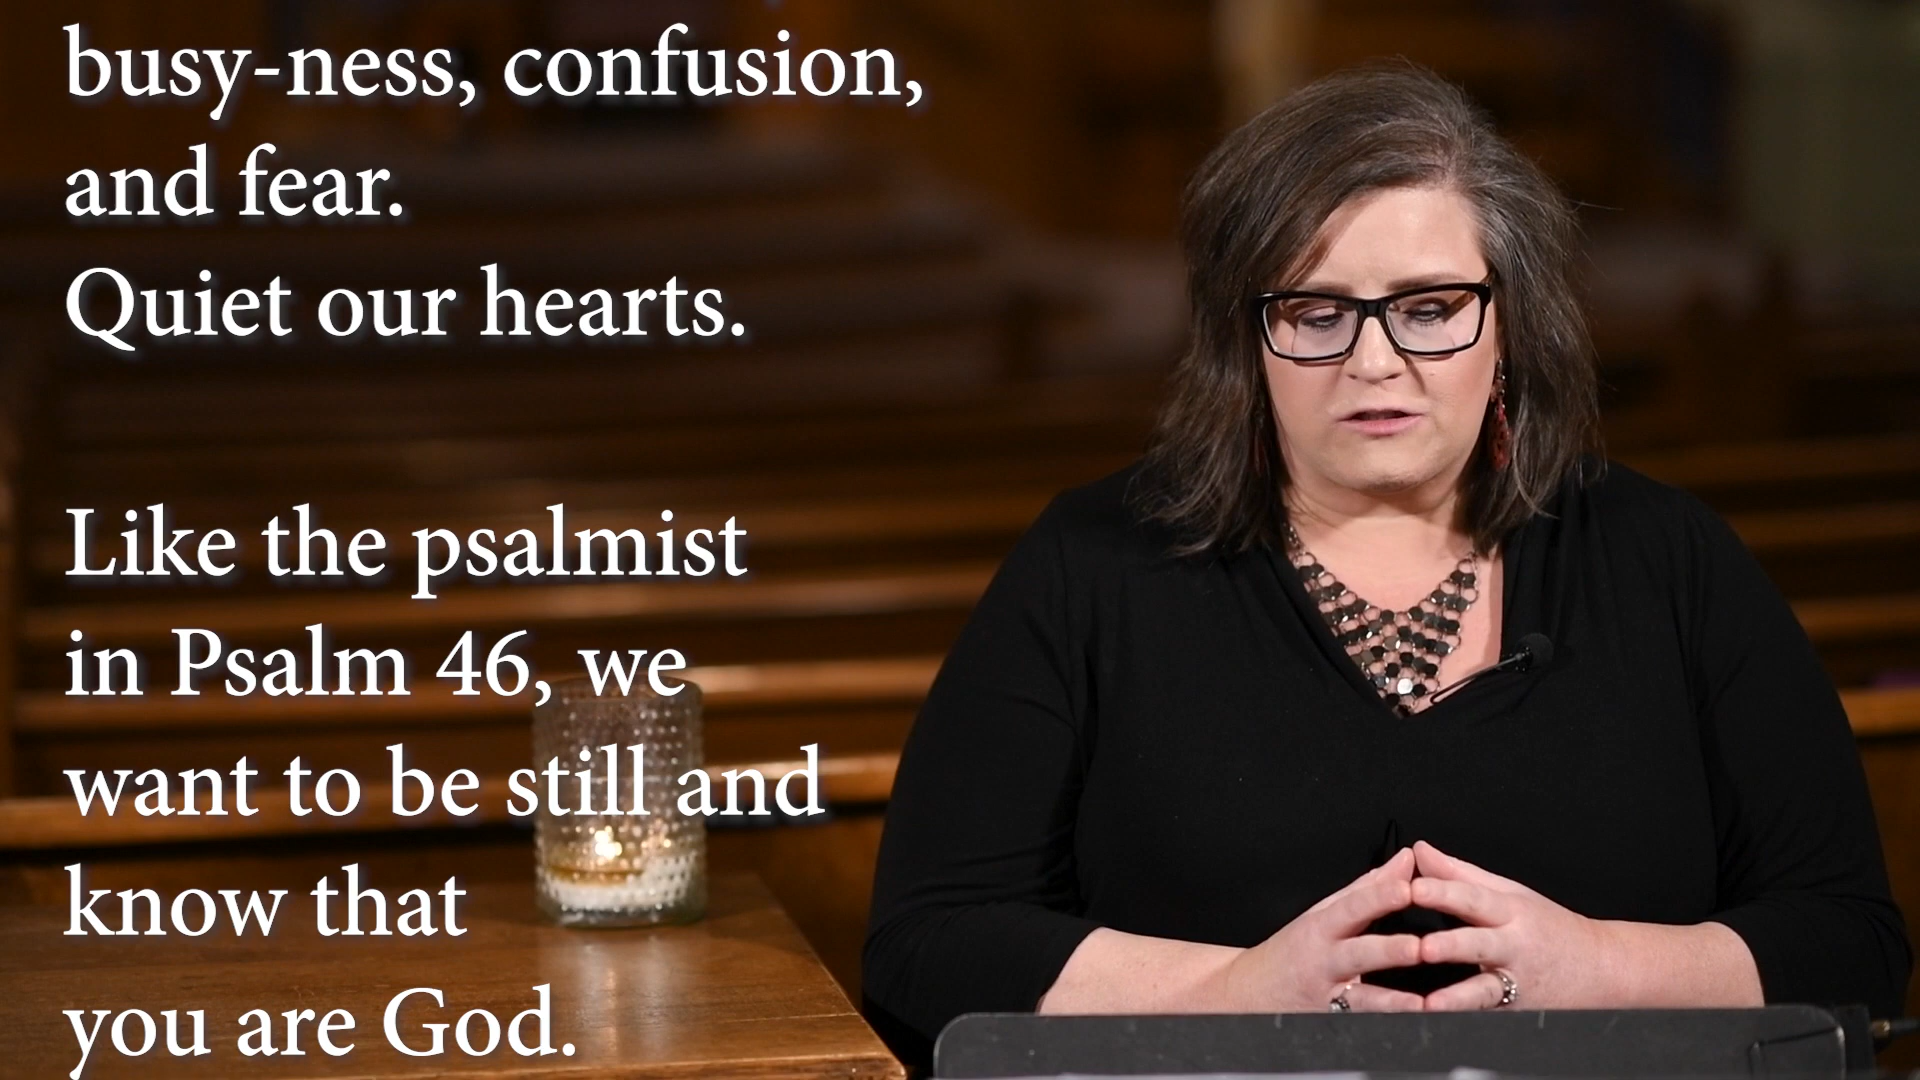 busy-ness, confusion,
and fear.
Quiet our hearts.
Like the psalmist
in Psalm 46, we
want to be still and
know that
you are God.